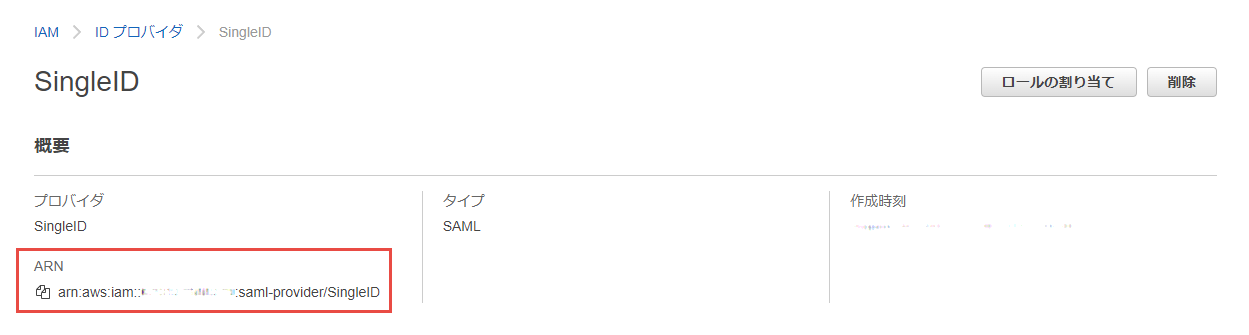 IAM > ID プロバイダ > SingleID
SingleID
ロールの割り当て 削除
概要
プロバイダ
SingleID
タイプ
SAML
作成時刻
ARN
arn:aws:iam:: :saml-provider/SingleID